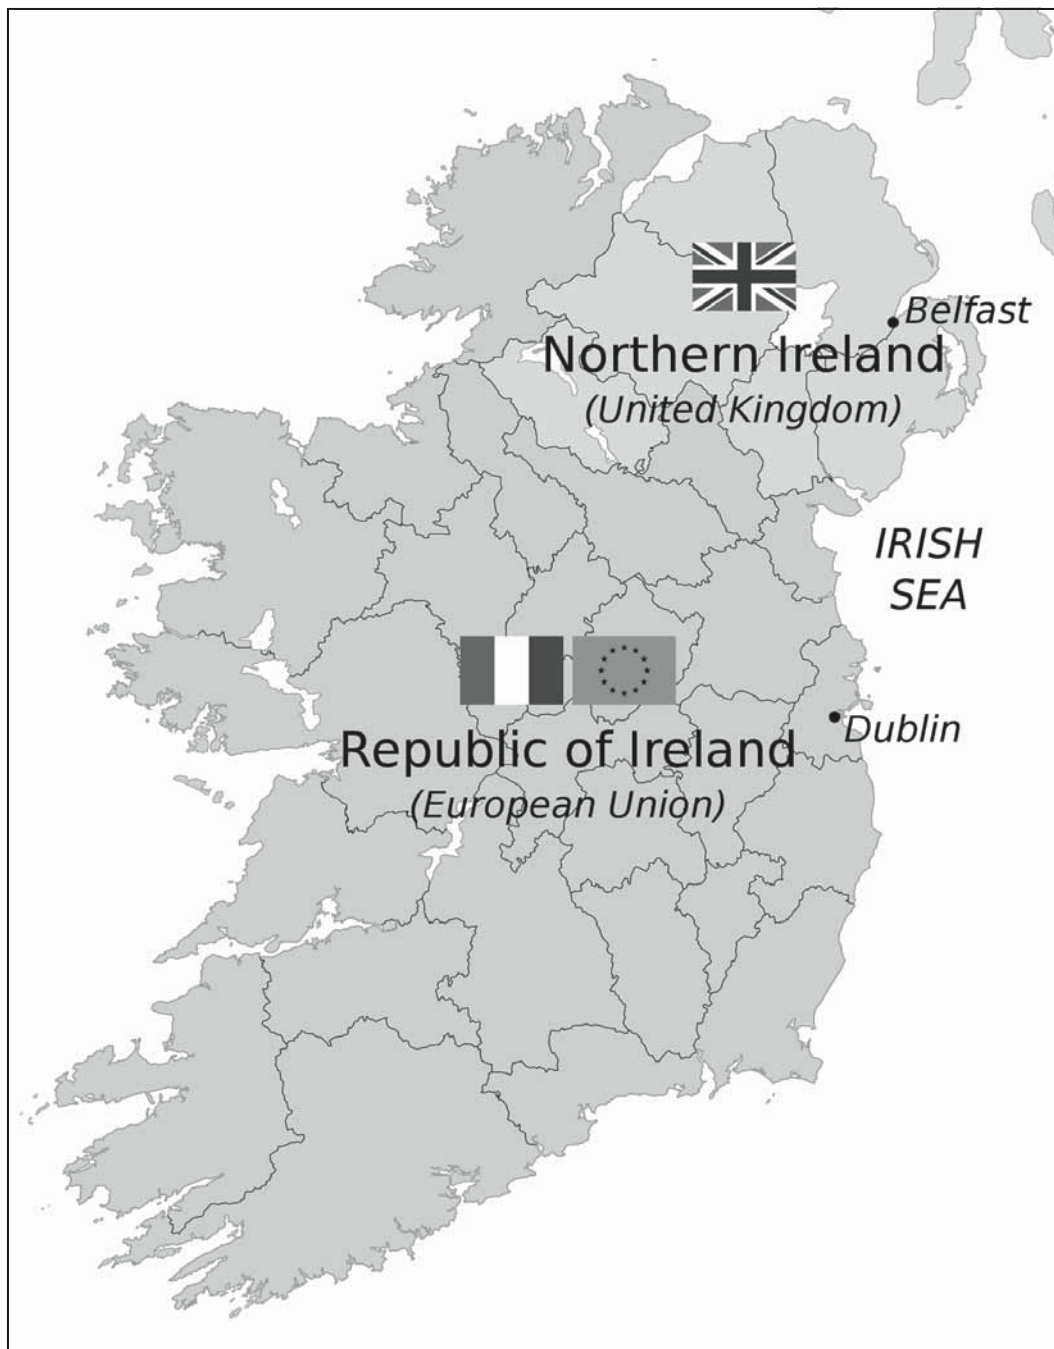 Belfast
Northern Ireland
(United Kingdom)
IRISH
SEA
Dublin
Republic of Ireland
(European Union)